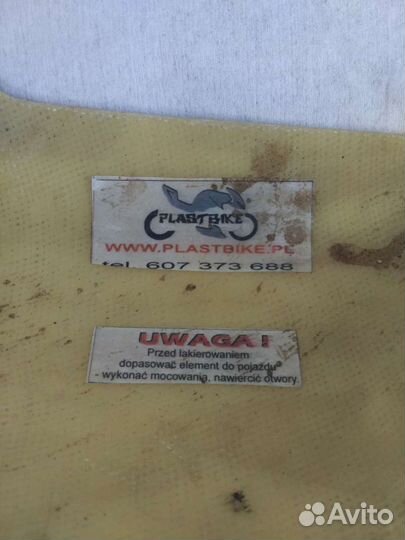 PLASTBIKE
WWW.PLASTBIKE.PL
tel. 607 373 688
UWAGA!
Przed lakierowaniem
dopasować element do pojazdu
- wykonać mocowania, nawiercić otwory
Avito